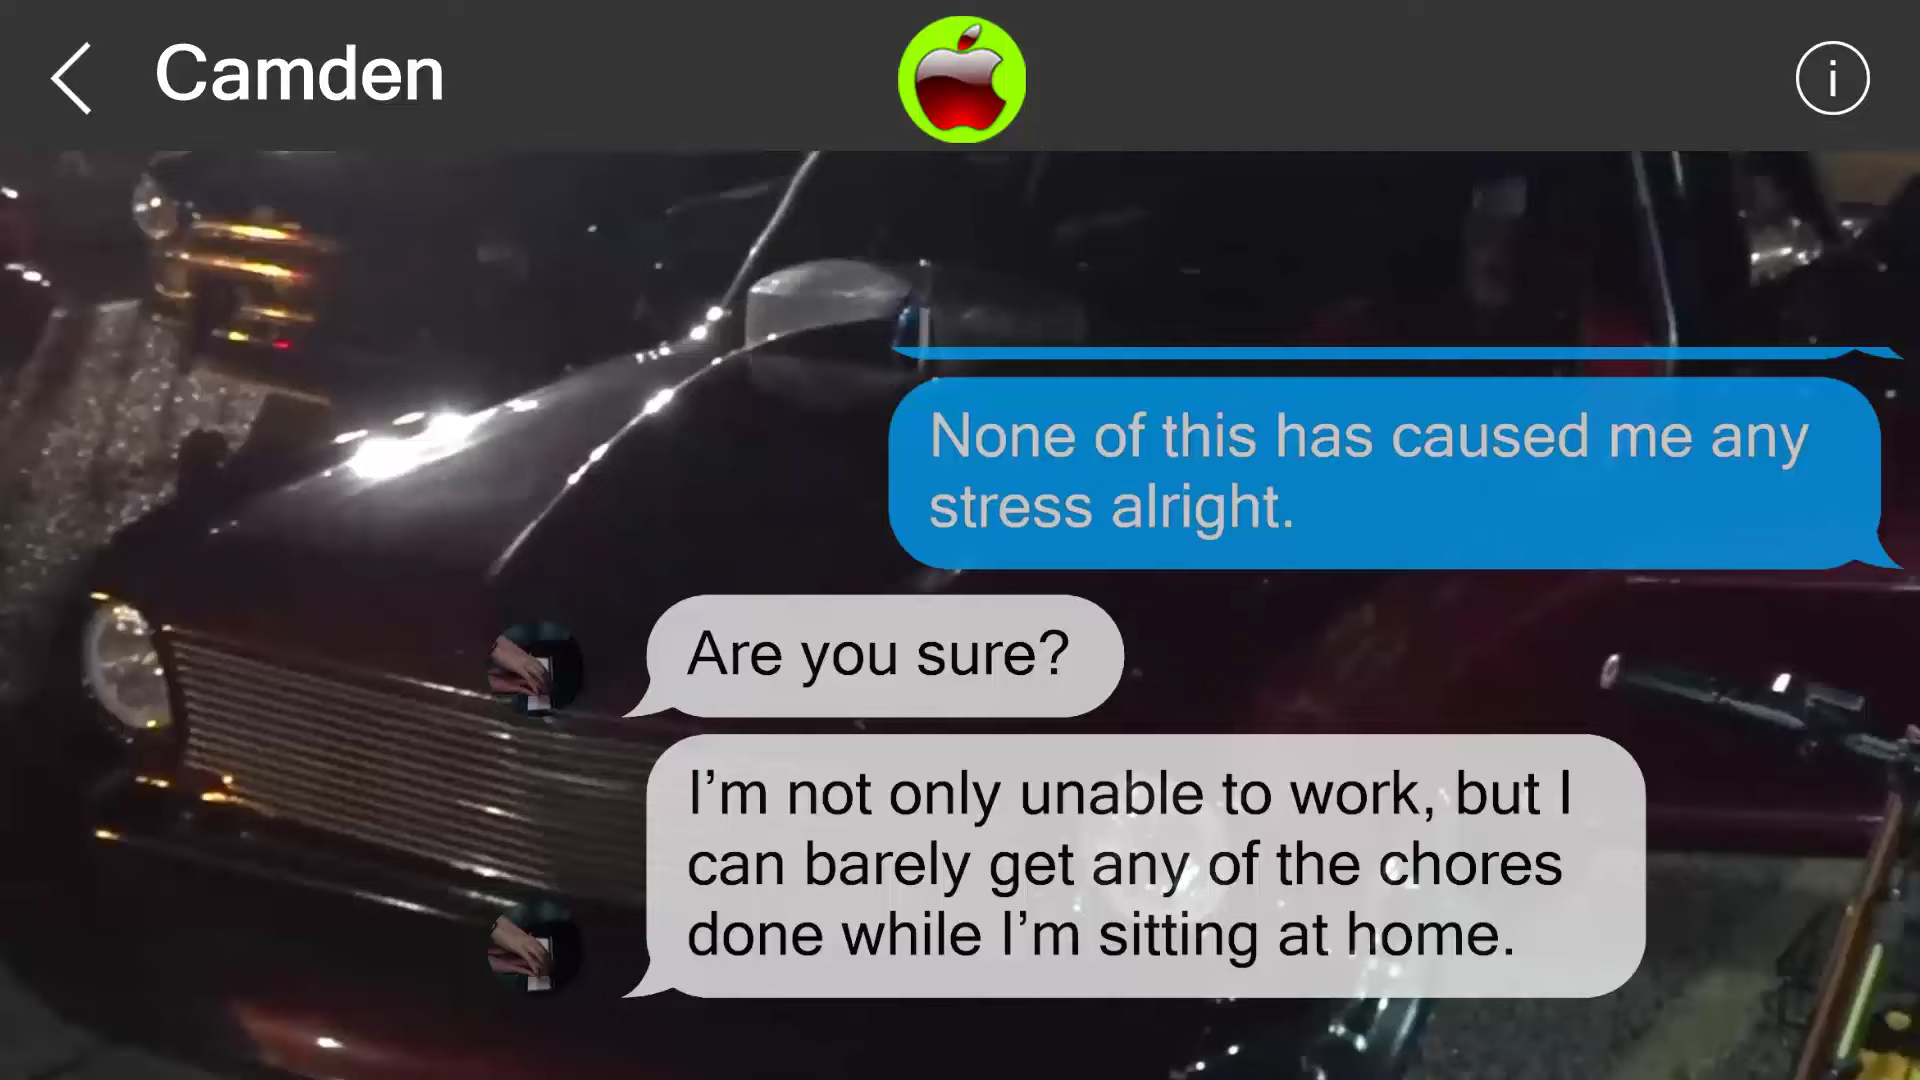 Camden
None of this has caused me any
stress alright.
Are you sure?
I’m not only unable to work, but I
can barely get any of the chores
done while I’m sitting at home.